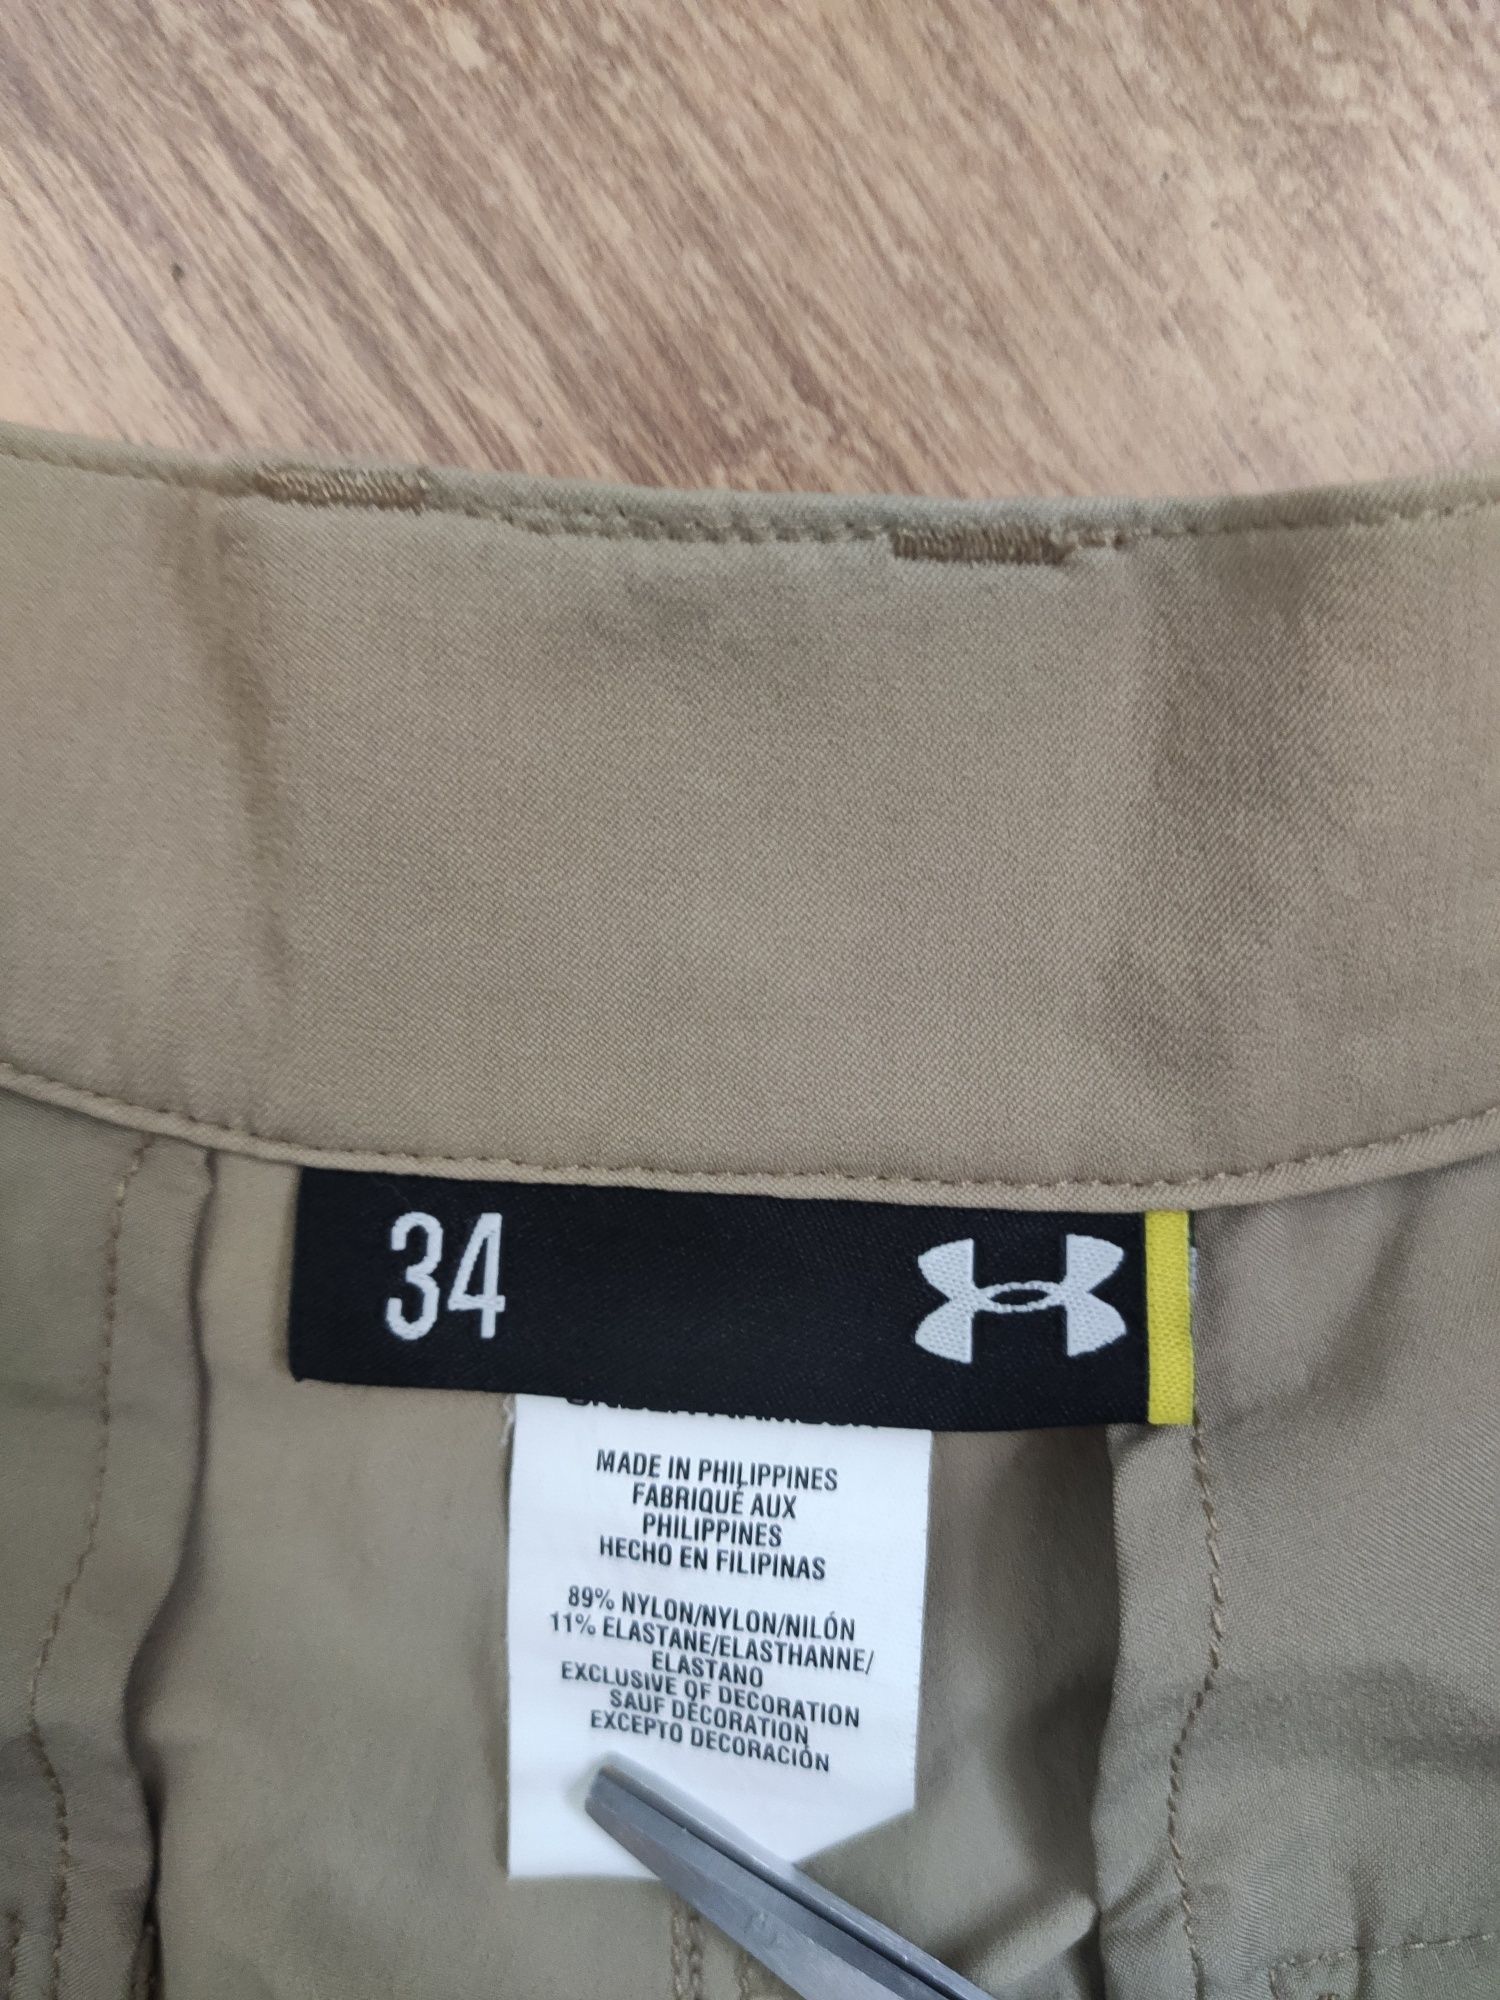 34
MADE IN PHILIPPINES
FABRIQUÉ AUX
PHILIPPINES
HECHO EN FILIPINAS
89% NYLON/NYLON/NILÓN
11% ELASTANE/ELASTHANNE/
ELASTANO
EXCLUSIVE OF DECORATION
SAUF DÉCORATION
EXCEPTO DECORACIÓN